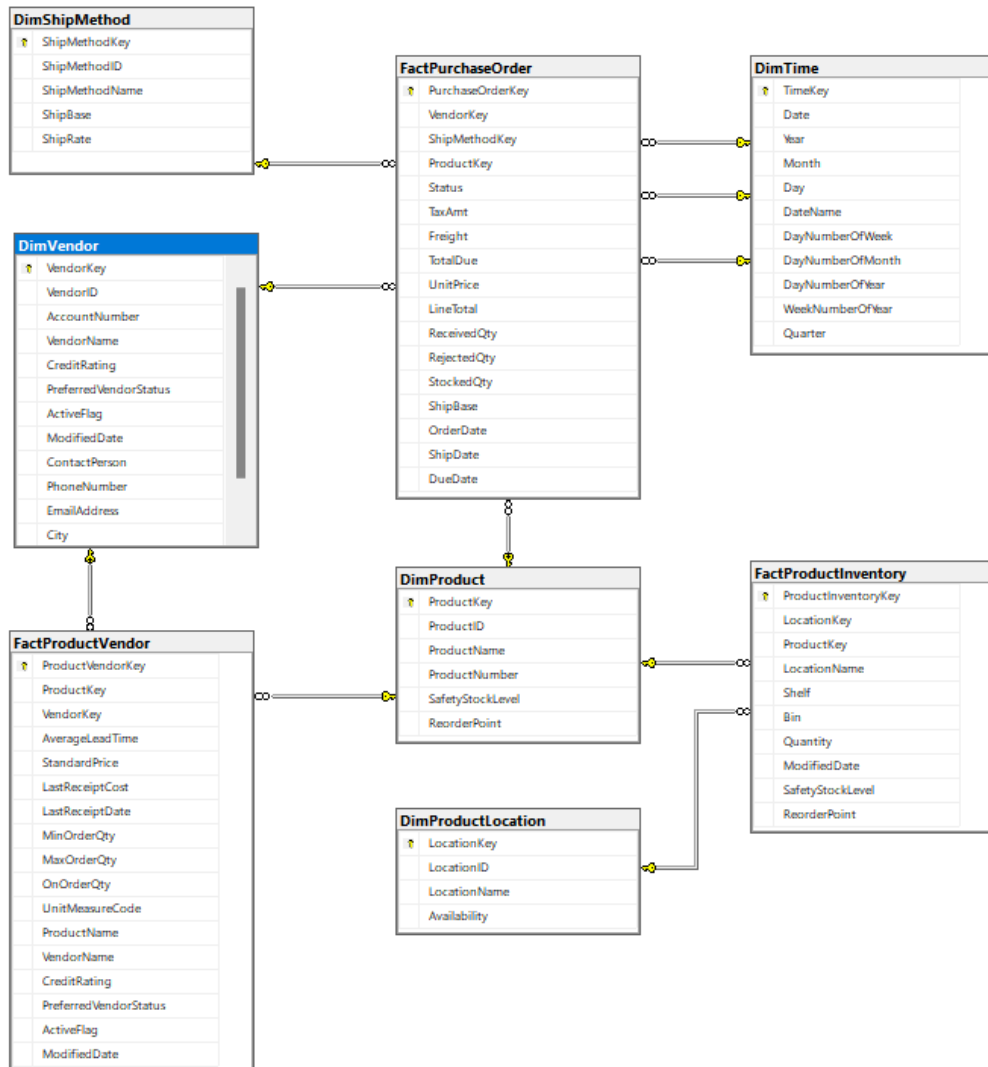 DimShipMethod
ShipMethodKey
ShipMethodID
ShipMethodName
ShipBase
ShipRate
FactPurchaseOrder
PurchaseOrderKey
VendorKey
ShipMethodKey
ProductKey
Status
TaxAmt
Freight
TotalDue
UnitPrice
LineTotal
ReceivedQty
RejectedQty
StockedQty
ShipBase
OrderDate
ShipDate
DueDate
DimTime
TimeKey
Date
Year
Month
Day
DateName
DayNumberOfWeek
DayNumberOfMonth
DayNumberOfYear
WeekNumberOfYear
Quarter
DimVendor
VendorKey
VendorID
AccountNumber
VendorName
CreditRating
PreferredVendorStatus
ActiveFlag
ModifiedDate
ContactPerson
PhoneNumber
EmailAddress
City
DimProduct
ProductKey
ProductID
ProductName
ProductNumber
SafetyStockLevel
ReorderPoint
FactProductInventory
ProductInventoryKey
LocationKey
ProductKey
LocationName
Shelf
Bin
Quantity
ModifiedDate
SafetyStockLevel
ReorderPoint
FactProductVendor
ProductVendorKey
ProductKey
VendorKey
AverageLeadTime
StandardPrice
LastReceiptCost
LastReceiptDate
MinOrderQty
MaxOrderQty
OnOrderQty
UnitMeasureCode
ProductName
VendorName
CreditRating
PreferredVendorStatus
ActiveFlag
ModifiedDate
DimProductLocation
LocationKey
LocationID
LocationName
Availability